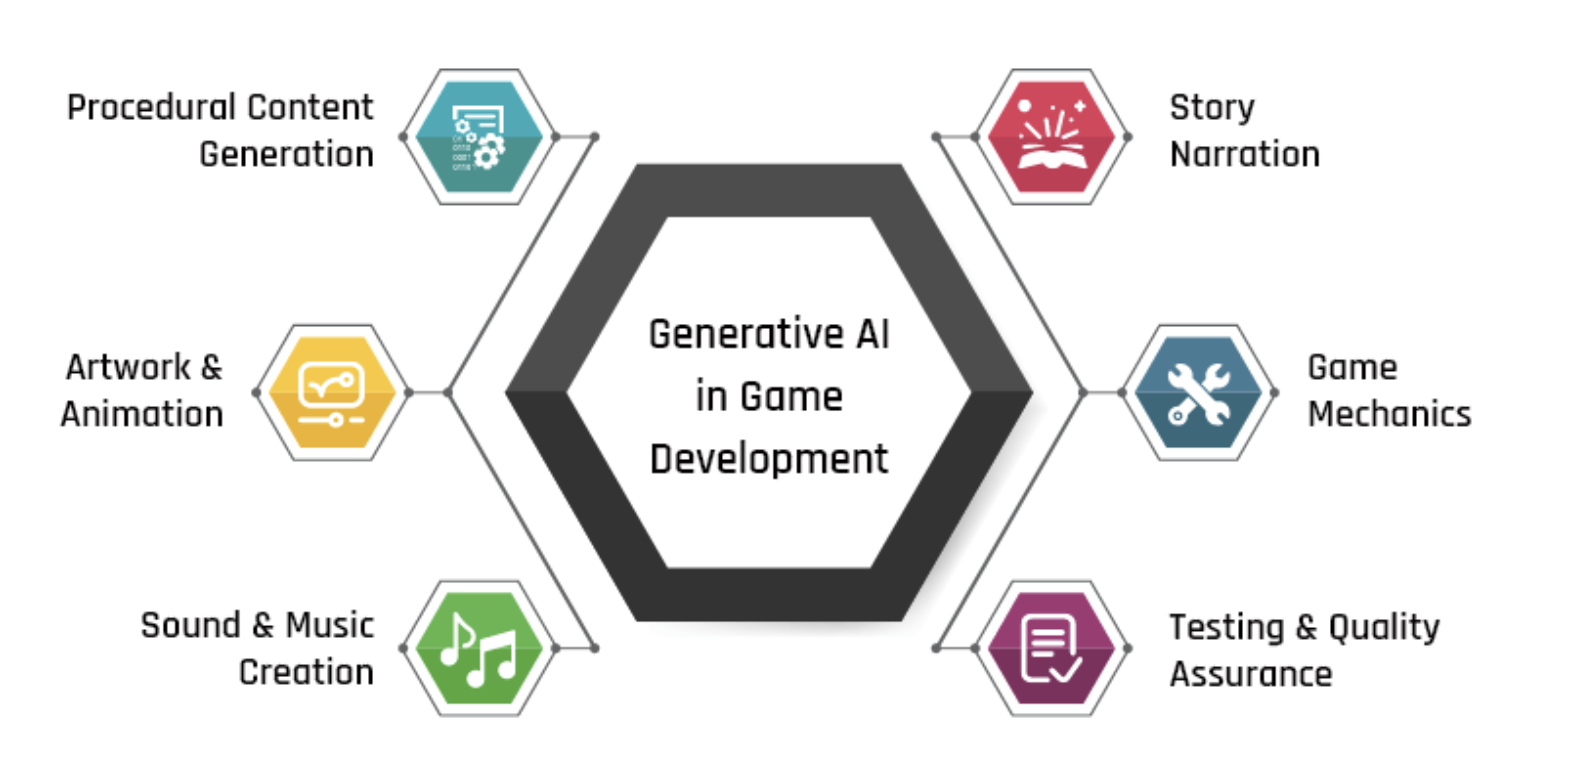 Procedural Content
Generation
Artwork &
Animation
Sound & Music
Creation
Generative AI
in Game
Development
Story
Narration
Game
Mechanics
Testing & Quality
Assurance